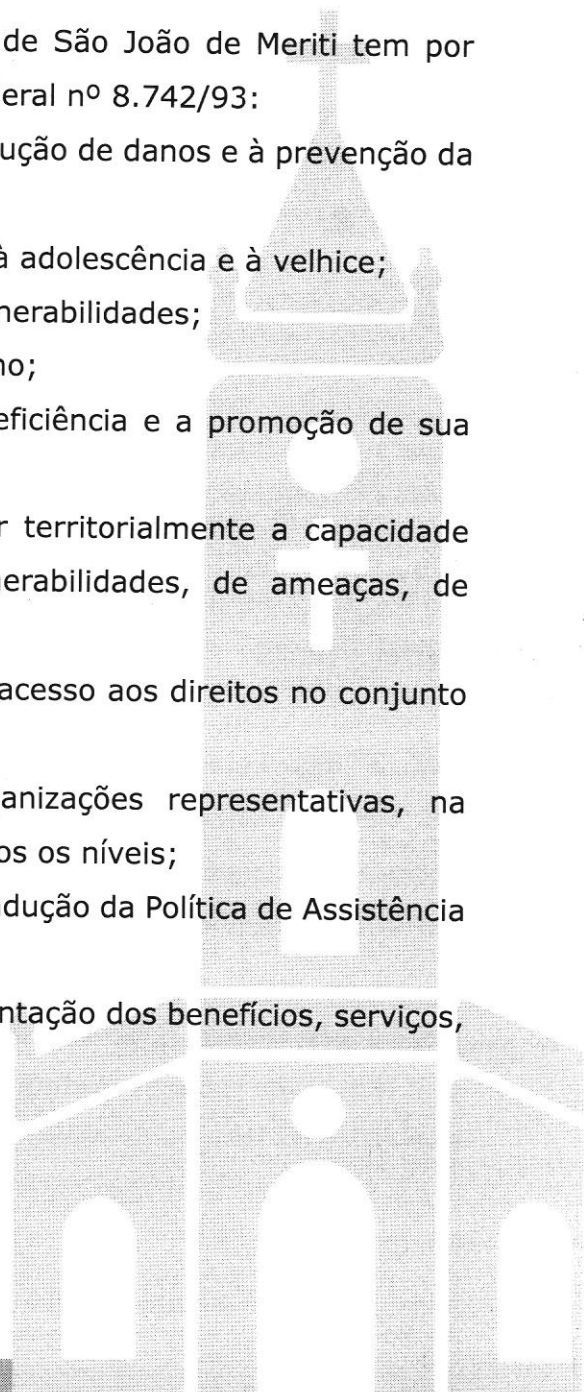 de São João de Meriti tem por
eral nº 8.742/93:
ução de danos e à prevenção da
à adolescência e à velhice;
nerabilidades;
no;
eficiência e a promoção de sua
r territorialmente a capacidade
nerabilidades, de ameaças, de
acesso aos direitos no conjunto
anizações representativas, na
os os níveis;
ndução da Política de Assistência
ntação dos benefícios, serviços,